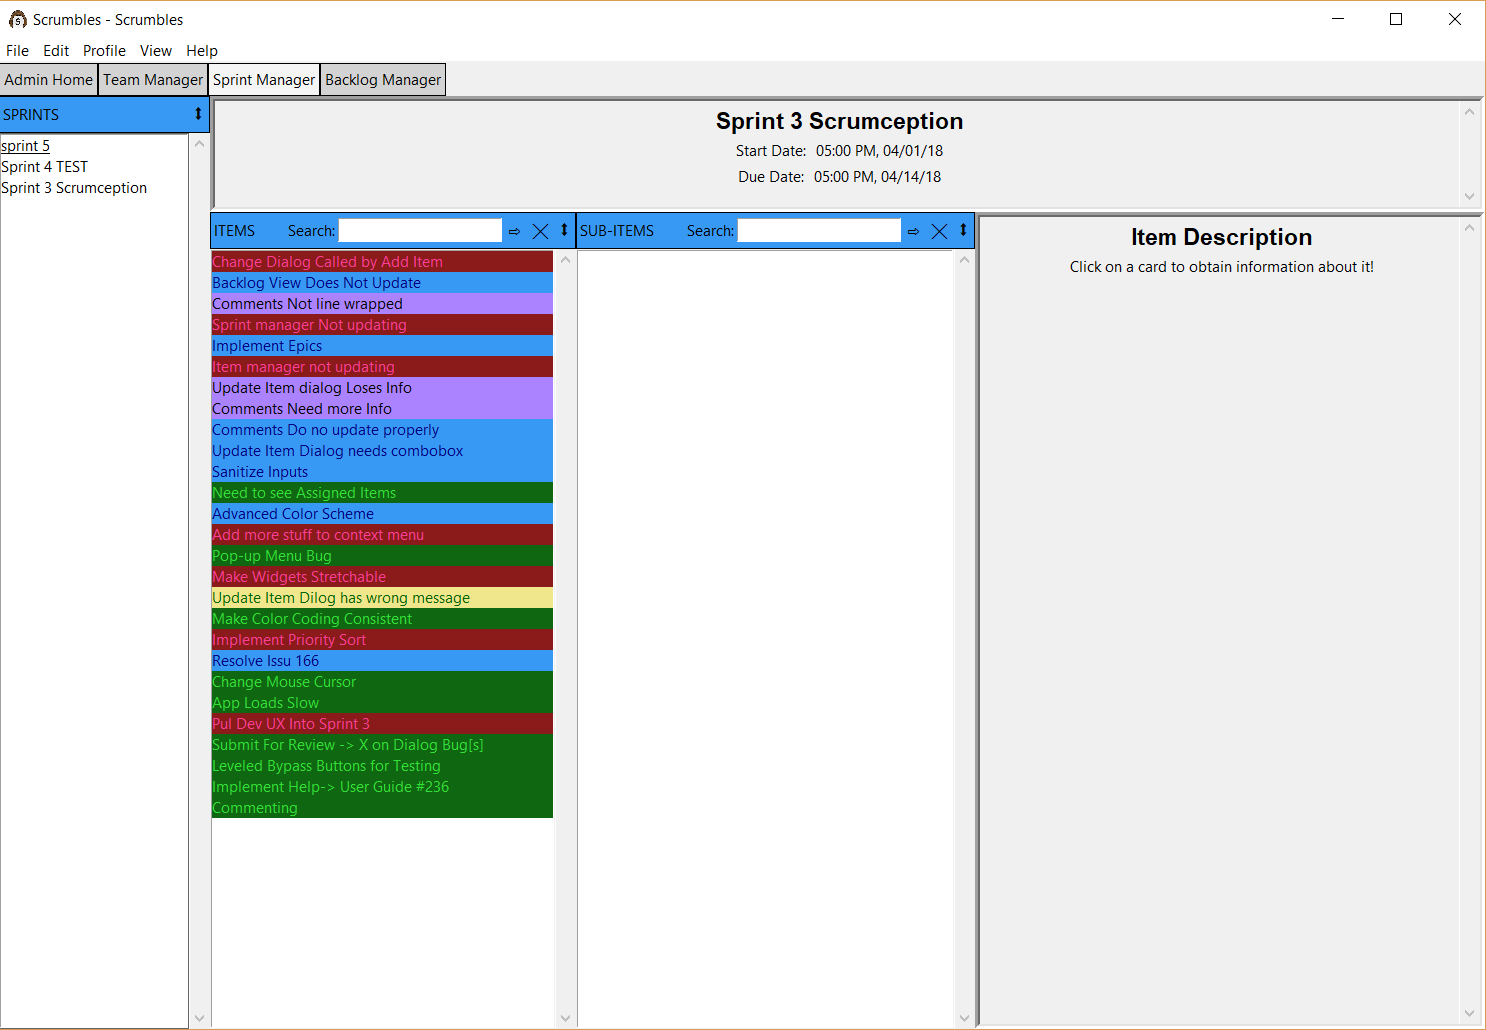 Scrumbles - Scrumbles
File Edit Profile View Help
Admin Home Team Manager Sprint Manager Backlog Manager
SPRINTS
sprint 5
Sprint 4 TEST
Sprint 3 Scrumception
Sprint 3 Scrumception
Start Date: 05:00 PM, 04/01/18
Due Date: 05:00 PM, 04/14/18
ITEMS Search:
Change Dialog Called by Add Item
Backlog View Does Not Update
Comments Not line wrapped
Sprint manager Not updating
Implement Epics
Item manager not updating
Update Item dialog Loses Info
Comments Need more Info
Comments Do no update properly
Update Item Dialog needs combobox
Sanitize Inputs
Need to see Assigned Items
Advanced Color Scheme
Add more stuff to context menu
Pop-up Menu Bug
Make Widgets Stretchable
Update Item Dilog has wrong message
Make Color Coding Consistent
Implement Priority Sort
Resolve Issu 166
Change Mouse Cursor
App Loads Slow
Pul Dev UX Into Sprint 3
Submit For Review -> X on Dialog Bug[s]
Leveled Bypass Buttons for Testing
Implement Help-> User Guide #236
Commenting
SUB-ITEMS Search:
Item Description
Click on a card to obtain information about it!